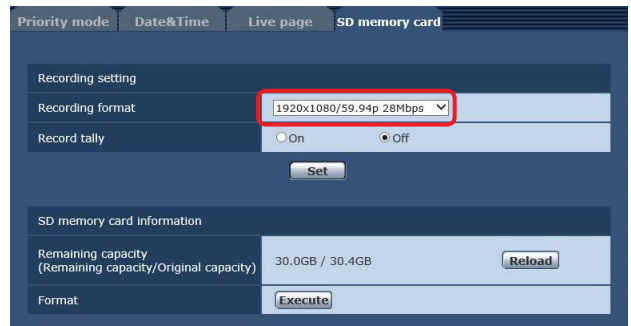 Priority mode Date&Time Live page SD memory card
Recording setting
Recording format 1920x1080/59.94p 28Mbps
Record tally On Off
Set
SD memory card information
Remaining capacity
(Remaining capacity/Original capacity) 30.0GB / 30.4GB Reload
Format Execute